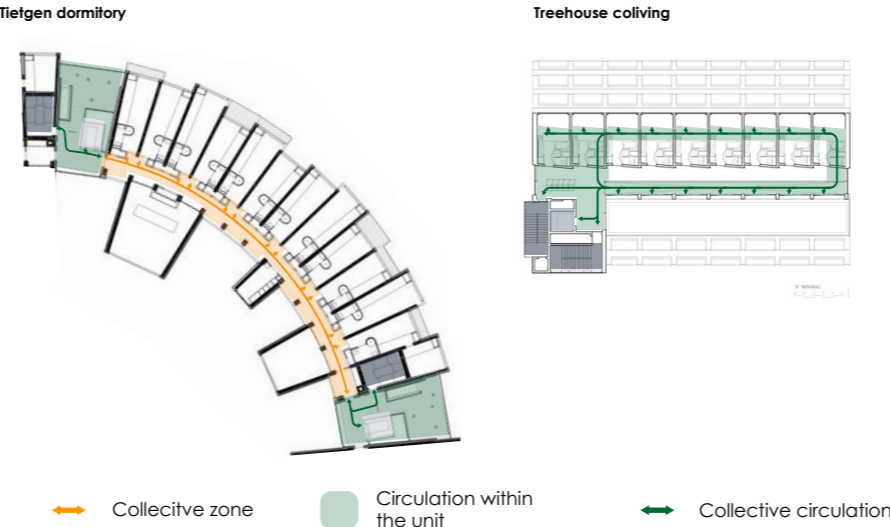 Tietgen dormitory
Treehouse coliving
Collecitve zone
Circulation within
the unit
Collective circulation